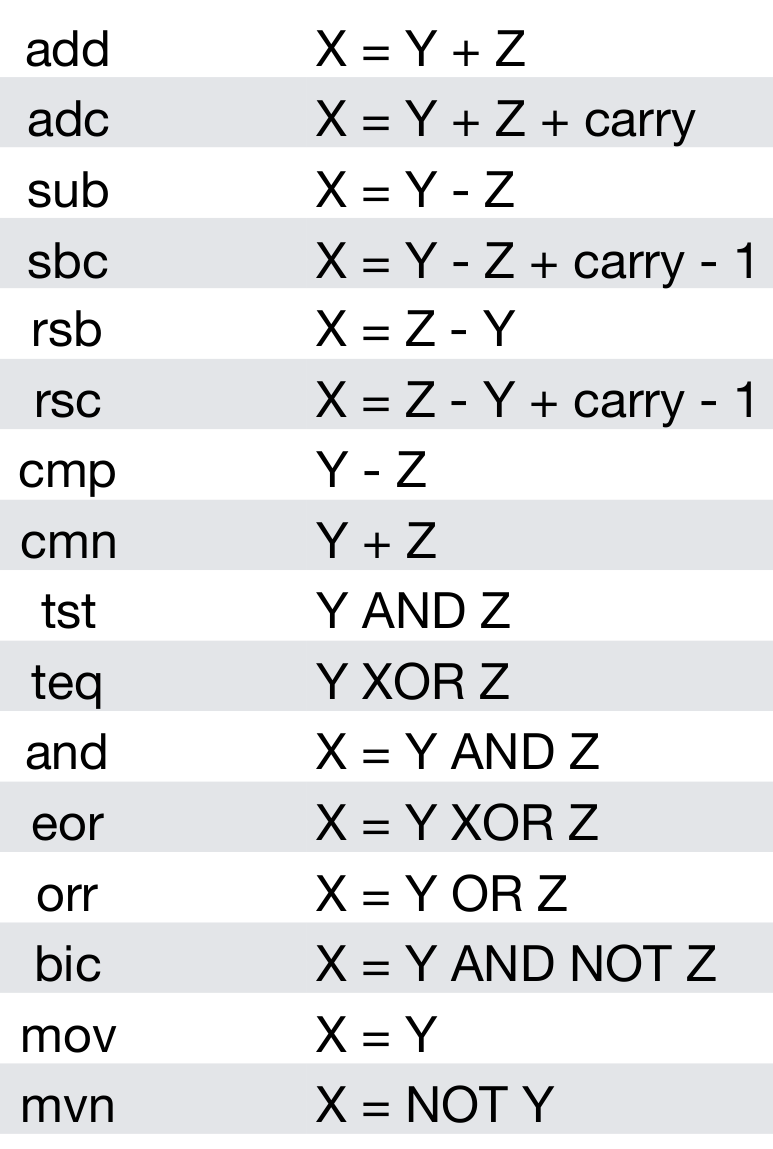 add X = Y + Z
adc X = Y + Z + carry
sub X = Y - Z
sbc X = Y - Z + carry - 1
rsb X = Z - Y
rsc X = Z - Y + carry - 1
cmp Y - Z
cmn Y + Z
tst Y AND Z
teq Y XOR Z
and X = Y AND Z
eor X = Y XOR Z
orr X = Y OR Z
bic X = Y AND NOT Z
mov X = Y
mvn X = NOT Y